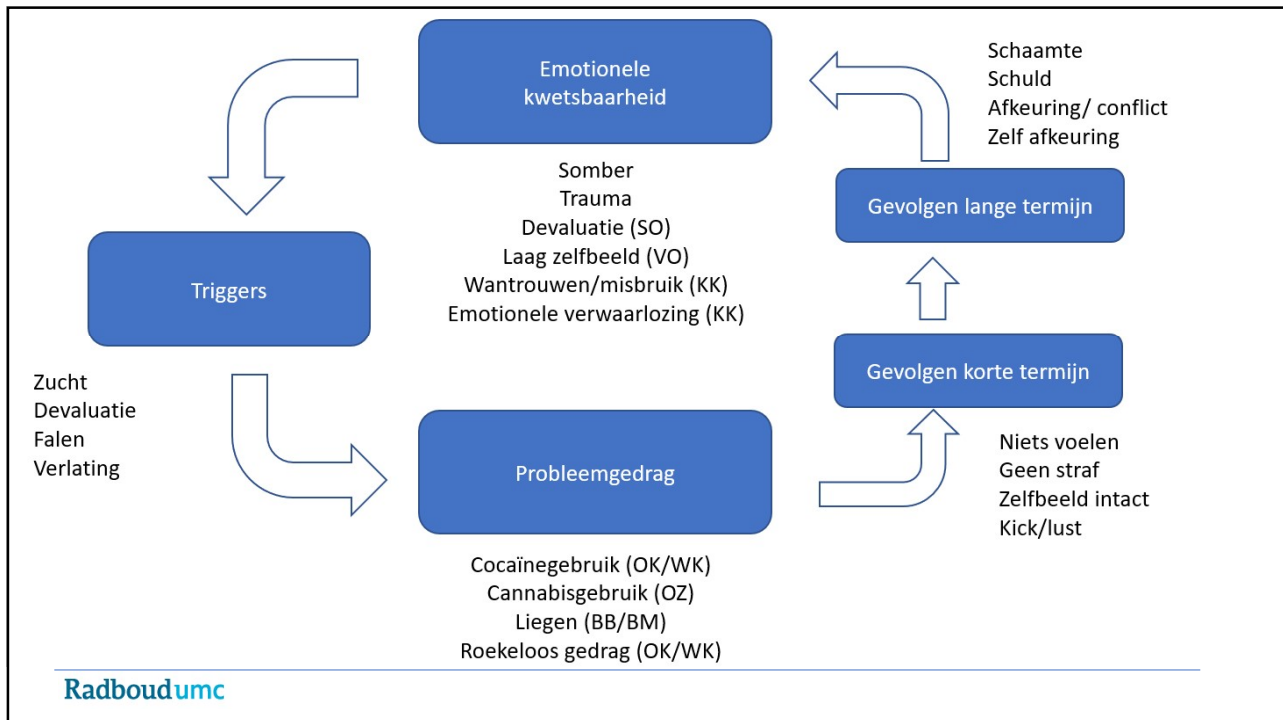 Emotionele
kwetsbaarheid
Somber
Trauma
Devaluatie (SO)
Laag zelfbeeld (VO)
Wantrouwen/misbruik (KK)
Emotionele verwaarlozing (KK)
Triggers
Zucht
Devaluatie
Falen
Verlating
Probleemgedrag
Cocaïnegebruik (OK/WK)
Cannabisgebruik (OZ)
Liegen (BB/BM)
Roekeloos gedrag (OK/WK)
Gevolgen korte termijn
Niets voelen
Geen straf
Zelfbeeld intact
Kick/lust
Gevolgen lange termijn
Schaamte
Schuld
Afkeuring/ conflict
Zelf afkeuring
Radboudumc